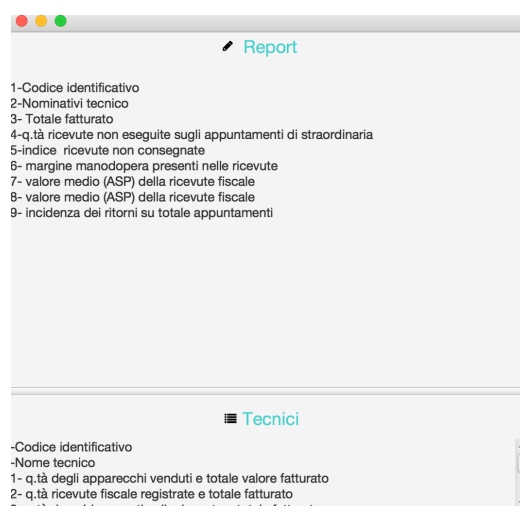 Report
1-Codice identificativo
2-Nominativi tecnico
3- Totale fatturato
4-q.tà ricevute non eseguite sugli appuntamenti di straordinaria
5-indice ricevute non consegnate
6- margine manodopera presenti nelle ricevute
7- valore medio (ASP) della ricevute fiscale
8- valore medio (ASP) della ricevute fiscale
9- incidenza dei ritorni su totale appuntamenti
Tecnici
-Codice identificativo
-Nome tecnico
1- q.tà degli apparecchi venduti e totale valore fatturato
2- q.tà ricevute fiscale registrate e totale fatturato